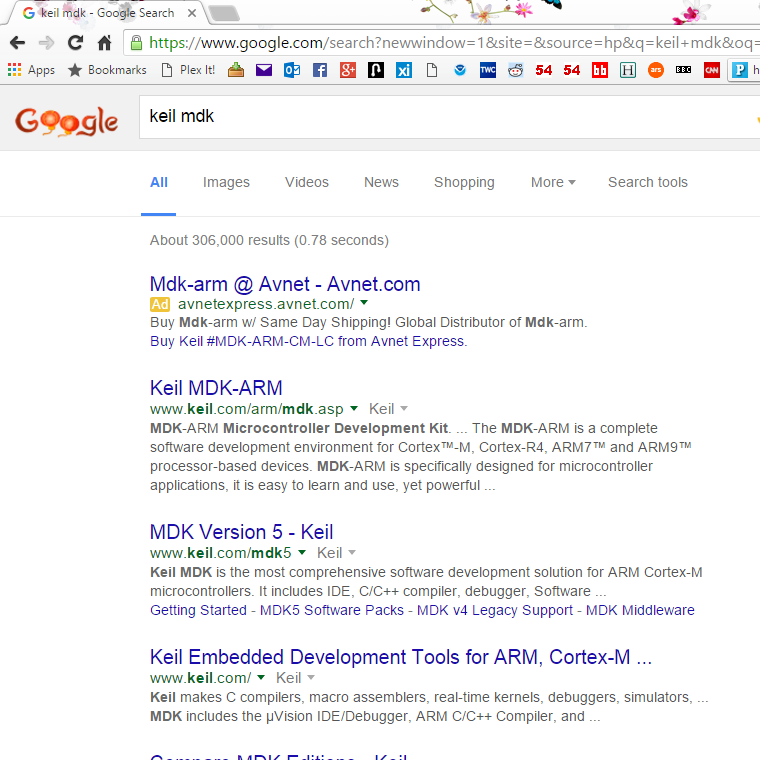 keil mdk - Google Search
https://www.google.com/search?newwindow=1&site=&source=hp&q=keil+mdk&oq=
Apps Bookmarks Plex It! TWC 54 54 bb H ars BBC CNN P h
Google
keil mdk
All Images Videos News Shopping More Search tools
About 306,000 results (0.78 seconds)
Mdk-arm @ Avnet - Avnet.com
Ad avnetexpress.avnet.com/
Buy Mdk-arm w/ Same Day Shipping! Global Distributor of Mdk-arm.
Buy Keil #MDK-ARM-CM-LC from Avnet Express.
Keil MDK-ARM
www.keil.com/arm/mdk.asp Keil
MDK-ARM Microcontroller Development Kit. ... The MDK-ARM is a complete
software development environment for Cortex™-M, Cortex-R4, ARM7™ and ARM9™
processor-based devices. MDK-ARM is specifically designed for microcontroller
applications, it is easy to learn and use, yet powerful ...
MDK Version 5 - Keil
www.keil.com/mdk5 Keil
Keil MDK is the most comprehensive software development solution for ARM Cortex-M
microcontrollers. It includes IDE, C/C++ compiler, debugger, Software ...
Getting Started - MDK5 Software Packs - MDK v4 Legacy Support - MDK Middleware
Keil Embedded Development Tools for ARM, Cortex-M ...
www.keil.com/ Keil
Keil makes C compilers, macro assemblers, real-time kernels, debuggers, simulators, ...
MDK includes the µVision IDE/Debugger, ARM C/C++ Compiler, and ...
Compare MDK Editions - Keil